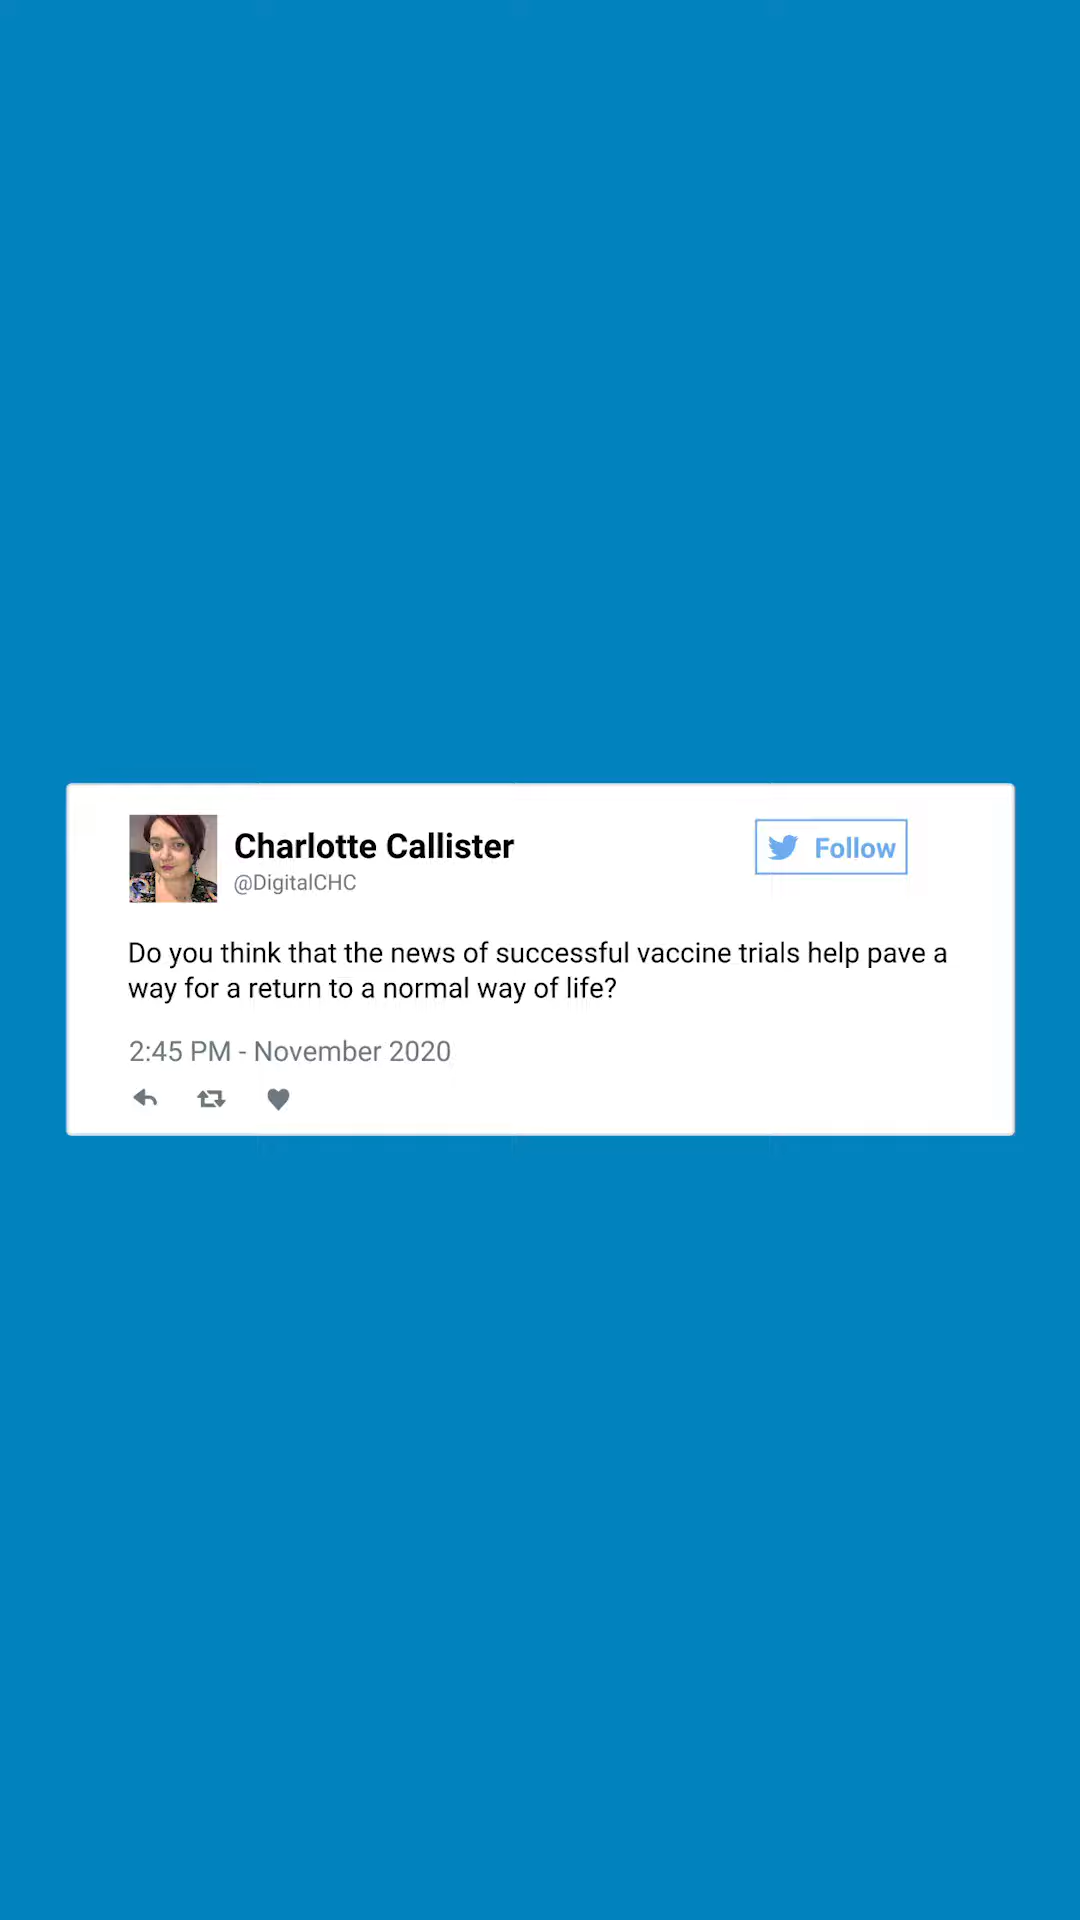 Charlotte Callister
Follow
@DigitalCHC
Do you think that the news of successful vaccine trials help pave a
way for a return to a normal way of life?
2:45 PM - November 2020